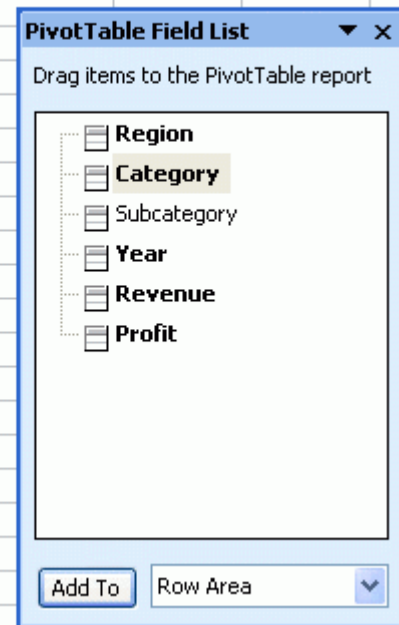 PivotTable Field List
Drag items to the PivotTable report
Region
Category
Subcategory
Year
Revenue
Profit
Add To
Row Area